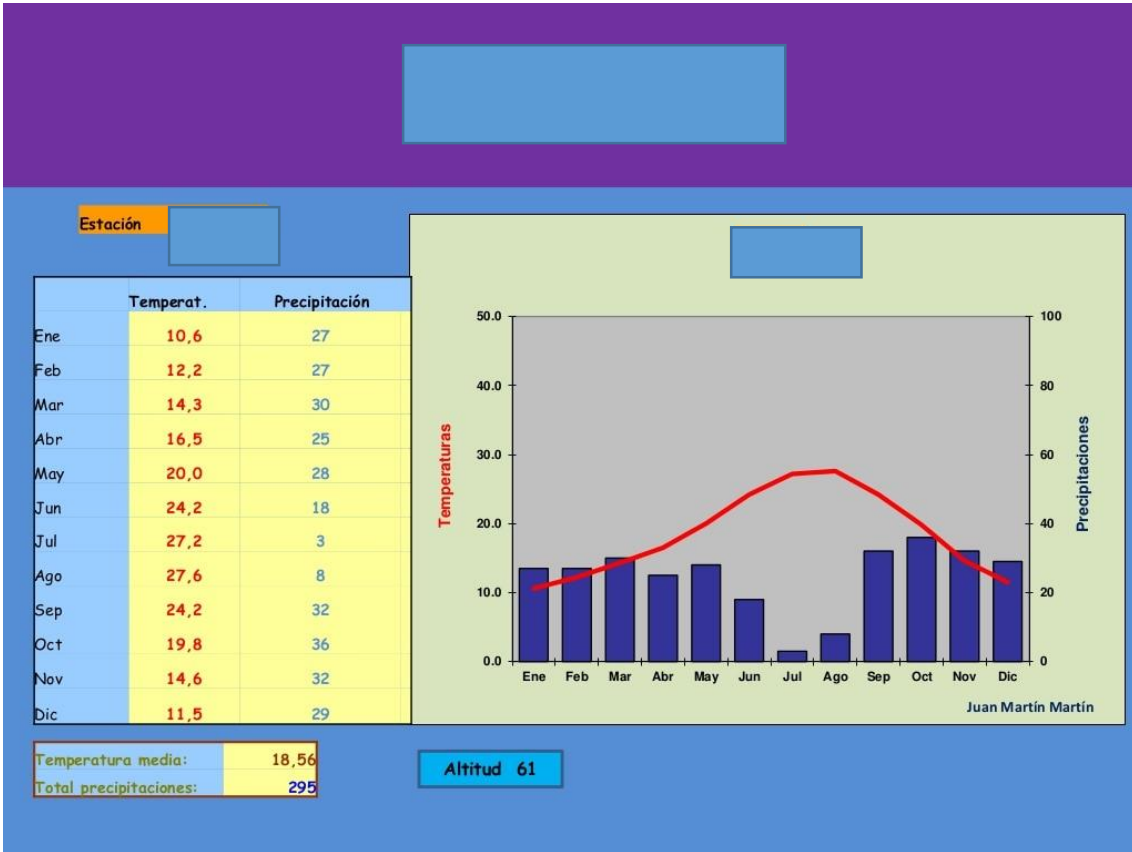 Estación
Temperat. Precipitación
Ene 10,6 27
Feb 12,2 27
Mar 14,3 30
Abr 16,5 25
May 20,0 28
Jun 24,2 18
Jul 27,2 3
Ago 27,6 8
Sep 24,2 32
Oct 19,8 36
Nov 14,6 32
Dic 11,5 29
Temperatura media: 18,56
Total precipitaciones: 295
50.0 100
40.0 80
30.0 60
20.0 40
10.0 20
0.0 0
Temperaturas
Precipitaciones
Ene Feb Mar Abr May Jun Jul Ago Sep Oct Nov Dic
Juan Martín Martín
Altitud 61